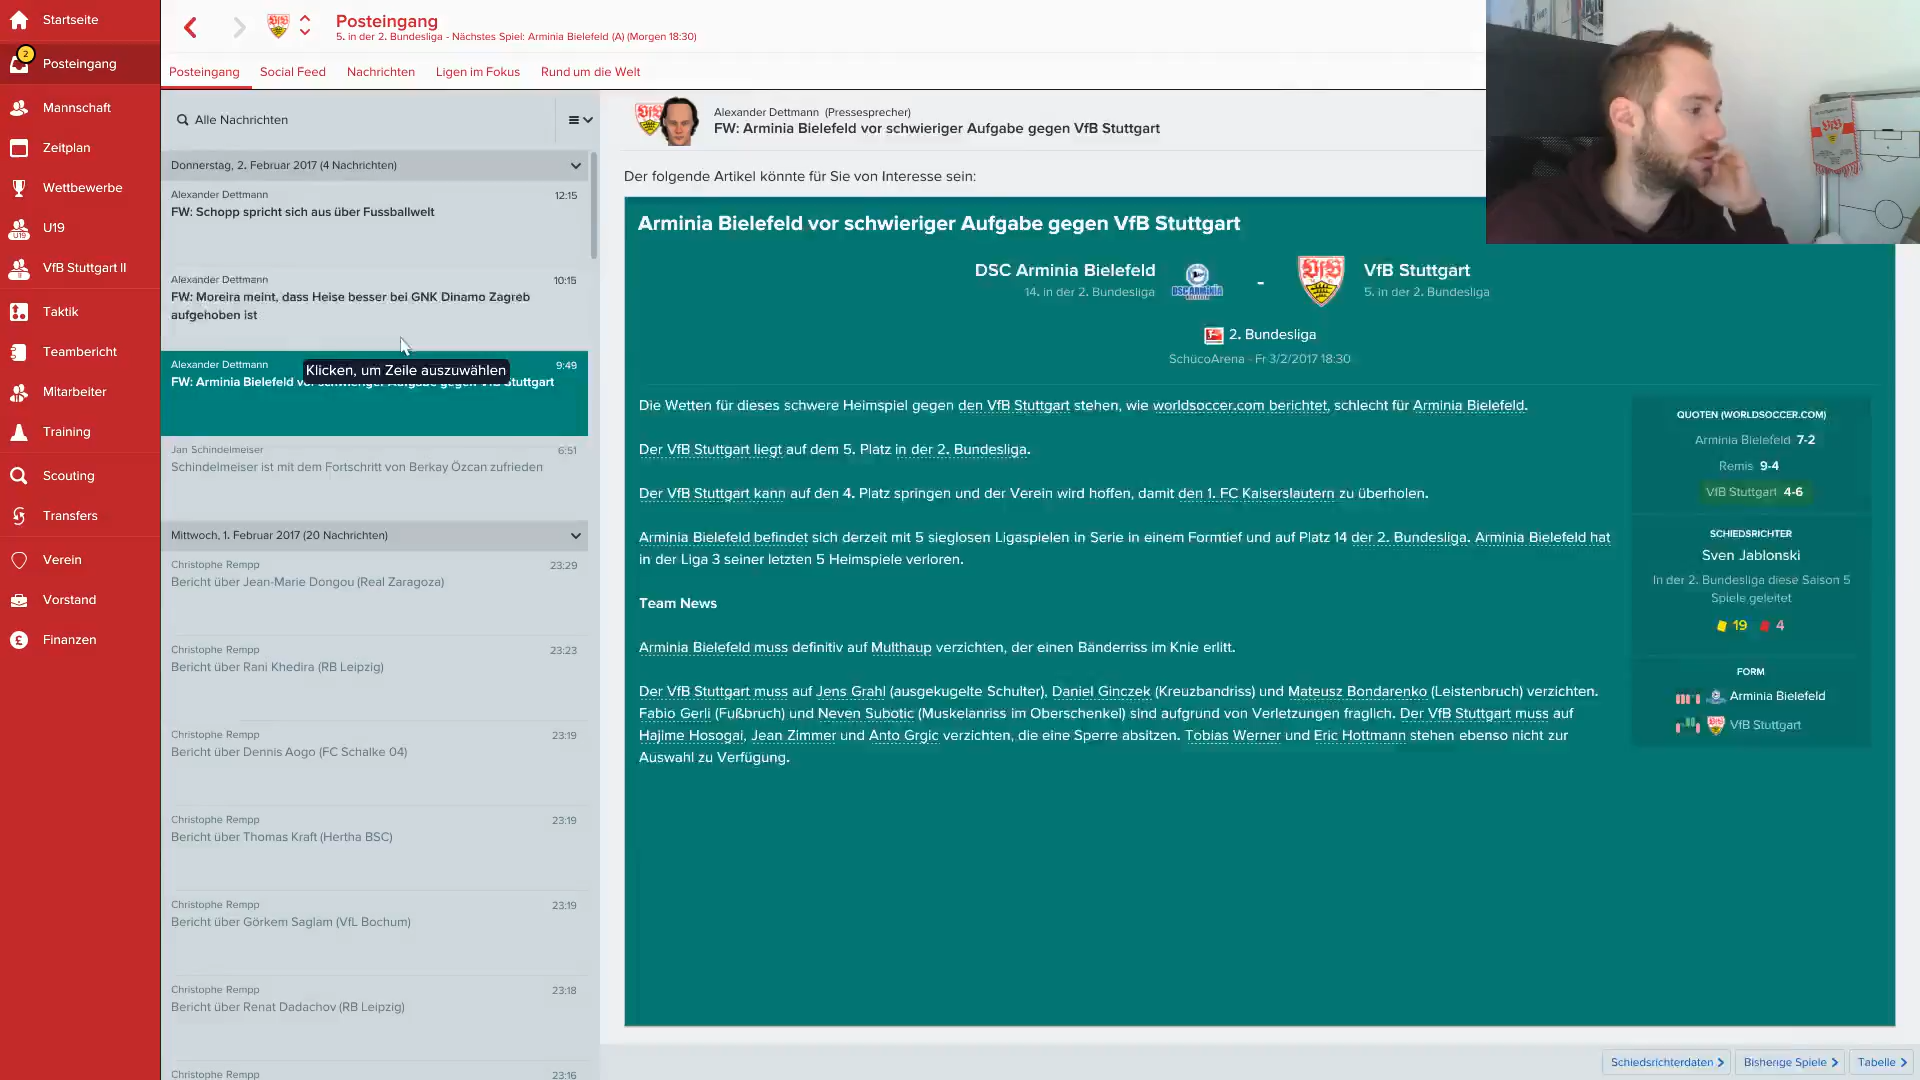 Startseite
2
Posteingang
Mannschaft
Zeitplan
Wettbewerbe
U19
VfB Stuttgart II
Taktik
Teambericht
Mitarbeiter
Training
Scouting
Transfers
Verein
Vorstand
Finanzen
Posteingang
5. in der 2. Bundesliga - Nächstes Spiel: Arminia Bielefeld (A) (Morgen 18:30)
Posteingang
Social Feed
Nachrichten
Ligen im Fokus
Rund um die Welt
Alle Nachrichten
Donnerstag, 2. Februar 2017 (4 Nachrichten)
Alexander Dettmann 12:15
FW: Schopp spricht sich aus über Fussballwelt
Alexander Dettmann 10:15
FW: Moreira meint, dass Heise besser bei GNK Dinamo Zagreb
aufgehoben ist
Alexander Dettmann 9:49
Klicken, um Zeile auszuwählen
FW: Arminia Bielefeld vor schwieriger Aufgabe gegen VfB Stuttgart
Jan Schindelmeiser 6:51
Schindelmeiser ist mit dem Fortschritt von Berkay Özcan zufrieden
Mittwoch, 1. Februar 2017 (20 Nachrichten)
Christophe Rempp 23:29
Bericht über Jean-Marie Dongou (Real Zaragoza)
Christophe Rempp 23:23
Bericht über Rani Khedira (RB Leipzig)
Christophe Rempp 23:19
Bericht über Dennis Aogo (FC Schalke 04)
Christophe Rempp 23:19
Bericht über Thomas Kraft (Hertha BSC)
Christophe Rempp 23:19
Bericht über Görkem Saglam (VfL Bochum)
Christophe Rempp 23:18
Bericht über Renat Dadachov (RB Leipzig)
Christophe Rempp 23:16
Alexander Dettmann (Pressesprecher)
FW: Arminia Bielefeld vor schwieriger Aufgabe gegen VfB Stuttgart
Der folgende Artikel könnte für Sie von Interesse sein:
Arminia Bielefeld vor schwieriger Aufgabe gegen VfB Stuttgart
DSC Arminia Bielefeld
14. in der 2. Bundesliga
-
VfB Stuttgart
5. in der 2. Bundesliga
2. Bundesliga
SchücoArena - Fr 3/2/2017 18:30
Die Wetten für dieses schwere Heimspiel gegen den VfB Stuttgart stehen, wie worldsoccer.com berichtet, schlecht für Arminia Bielefeld.
Der VfB Stuttgart liegt auf dem 5. Platz in der 2. Bundesliga.
Der VfB Stuttgart kann auf den 4. Platz springen und der Verein wird hoffen, damit den 1. FC Kaiserslautern zu überholen.
Arminia Bielefeld befindet sich derzeit mit 5 sieglosen Ligaspielen in Serie in einem Formtief und auf Platz 14 der 2. Bundesliga. Arminia Bielefeld hat
in der Liga 3 seiner letzten 5 Heimspiele verloren.
Team News
Arminia Bielefeld muss definitiv auf Multhaup verzichten, der einen Bänderriss im Knie erlitt.
Der VfB Stuttgart muss auf Jens Grahl (ausgekugelte Schulter), Daniel Ginczek (Kreuzbandriss) und Mateusz Bondarenko (Leistenbruch) verzichten.
Fabio Gerli (Fußbruch) und Neven Subotic (Muskelanriss im Oberschenkel) sind aufgrund von Verletzungen fraglich. Der VfB Stuttgart muss auf
Hajime Hosogai, Jean Zimmer und Anto Grgic verzichten, die eine Sperre absitzen. Tobias Werner und Eric Hottmann stehen ebenso nicht zur
Auswahl zu Verfügung.
QUOTEN (WORLDSOCCER.COM)
Arminia Bielefeld 7-2
Remis 9-4
VfB Stuttgart 4-6
SCHIEDSRICHTER
Sven Jablonski
In der 2. Bundesliga diese Saison 5
Spiele geleitet
19 4
FORM
Arminia Bielefeld
VfB Stuttgart
Schiedsrichterdaten
Bisherige Spiele
Tabelle